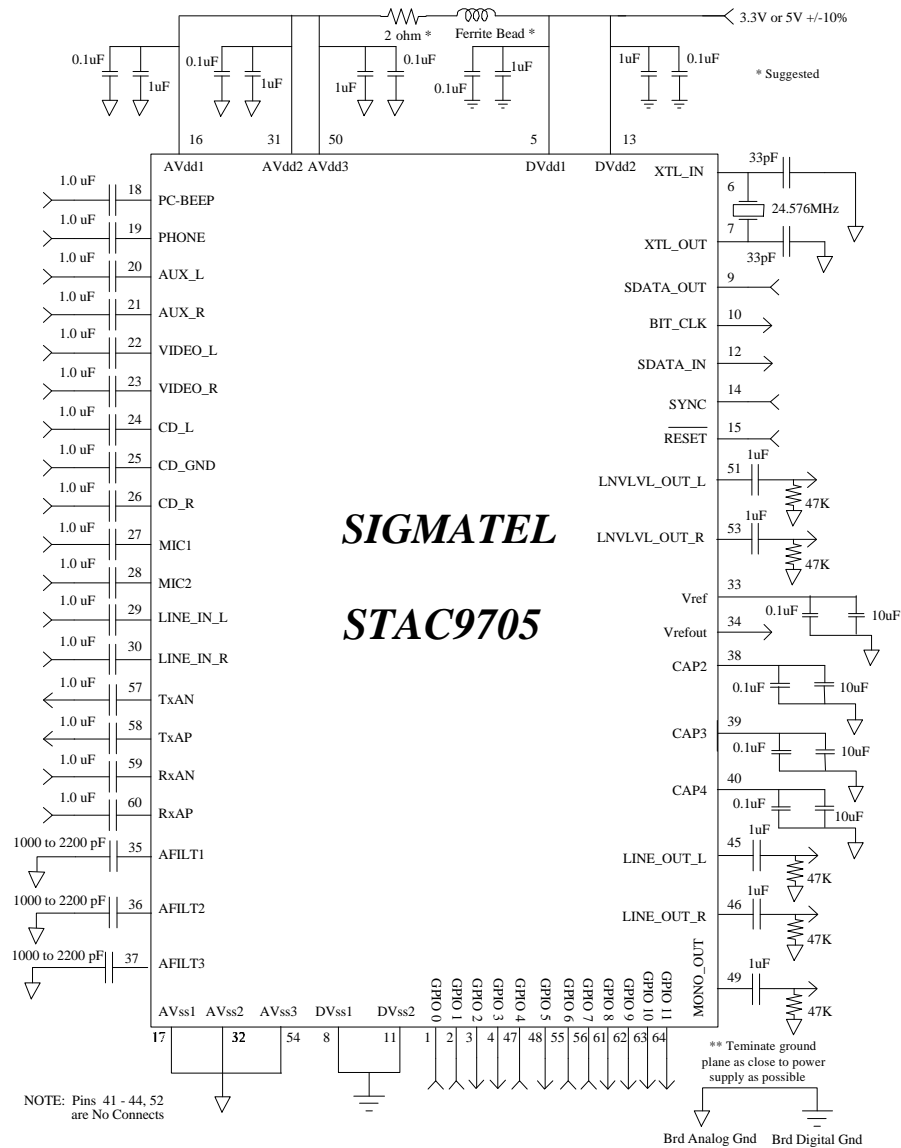 3.3V or 5V +/-10%
2 ohm *
Ferrite Bead *
* Suggested
0.1uF
1uF
0.1uF
1uF
1uF
0.1uF
0.1uF
1uF
1uF
0.1uF
16
31
50
5
13
AVdd1
AVdd2
AVdd3
DVdd1
DVdd2
1.0 uF
18
PC-BEEP
1.0 uF
19
PHONE
1.0 uF
20
AUX_L
1.0 uF
21
AUX_R
1.0 uF
22
VIDEO_L
1.0 uF
23
VIDEO_R
1.0 uF
24
CD_L
1.0 uF
25
CD_GND
1.0 uF
26
CD_R
1.0 uF
27
MIC1
1.0 uF
28
MIC2
1.0 uF
29
LINE_IN_L
1.0 uF
30
LINE_IN_R
1.0 uF
57
TxAN
1.0 uF
58
TxAP
1.0 uF
59
RxAN
1.0 uF
60
RxAP
1000 to 2200 pF
35
AFILT1
1000 to 2200 pF
36
AFILT2
1000 to 2200 pF
37
AFILT3
SIGMATEL
STAC9705
XTL_IN
6
33pF
24.576MHz
7
XTL_OUT
33pF
SDATA_OUT
9
BIT_CLK
10
SDATA_IN
12
SYNC
14
RESET
15
LNVLVL_OUT_L
51
1uF
47K
LNVLVL_OUT_R
53
1uF
47K
Vref
33
0.1uF
10uF
Vrefout
34
CAP2
38
0.1uF
10uF
CAP3
39
0.1uF
10uF
CAP4
40
0.1uF
10uF
LINE_OUT_L
45
1uF
47K
LINE_OUT_R
46
1uF
47K
MONO_OUT
49
1uF
47K
AVss1
AVss2
AVss3
DVss1
DVss2
17
32
54
8
11
GPIO 0
GPIO 1
GPIO 2
GPIO 3
GPIO 4
GPIO 5
GPIO 6
GPIO 7
GPIO 8
GPIO 9
GPIO 10
GPIO 11
1
2
3
4
47
48
55
56
61
62
63
64
** Teminate ground
plane as close to power
supply as possible
NOTE: Pins 41 - 44, 52
are No Connects
Brd Analog Gnd
Brd Digital Gnd